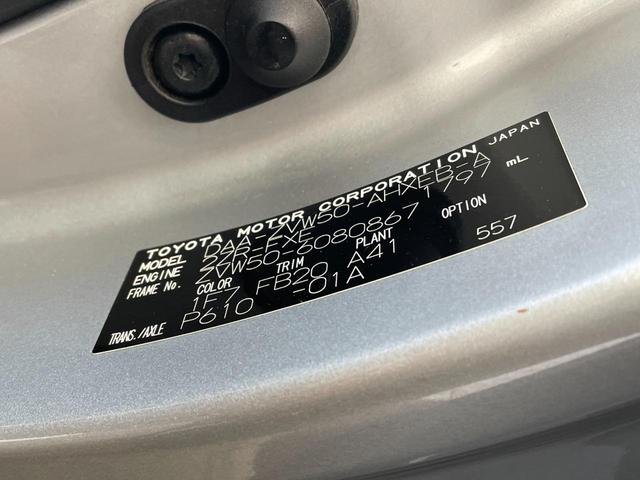 TOYOTA MOTOR CORPORATION JAPAN
MODEL DAA-ZVW50-AHXEB-A
ENGINE 2ZR-FXE 1797 mL
FRAME No. ZVW50-6080867
COLOR TRIM PLANT OPTION
1F7 FB20 A41 557
TRANS./AXLE P610 -01A